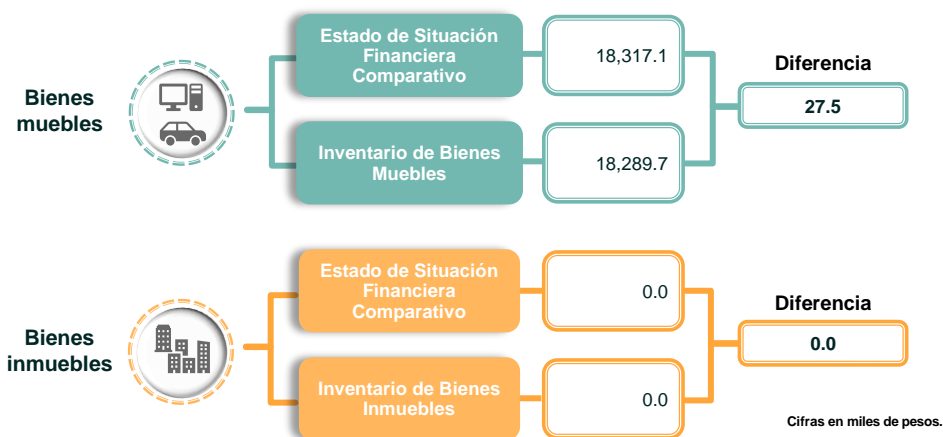 Bienes
muebles
Estado de Situación
Financiera
Comparativo
18,317.1
Inventario de Bienes
Muebles
18,289.7
Diferencia
27.5
Bienes
inmuebles
Estado de Situación
Financiera
Comparativo
0.0
Inventario de Bienes
Inmuebles
0.0
Diferencia
0.0
Cifras en miles de pesos.